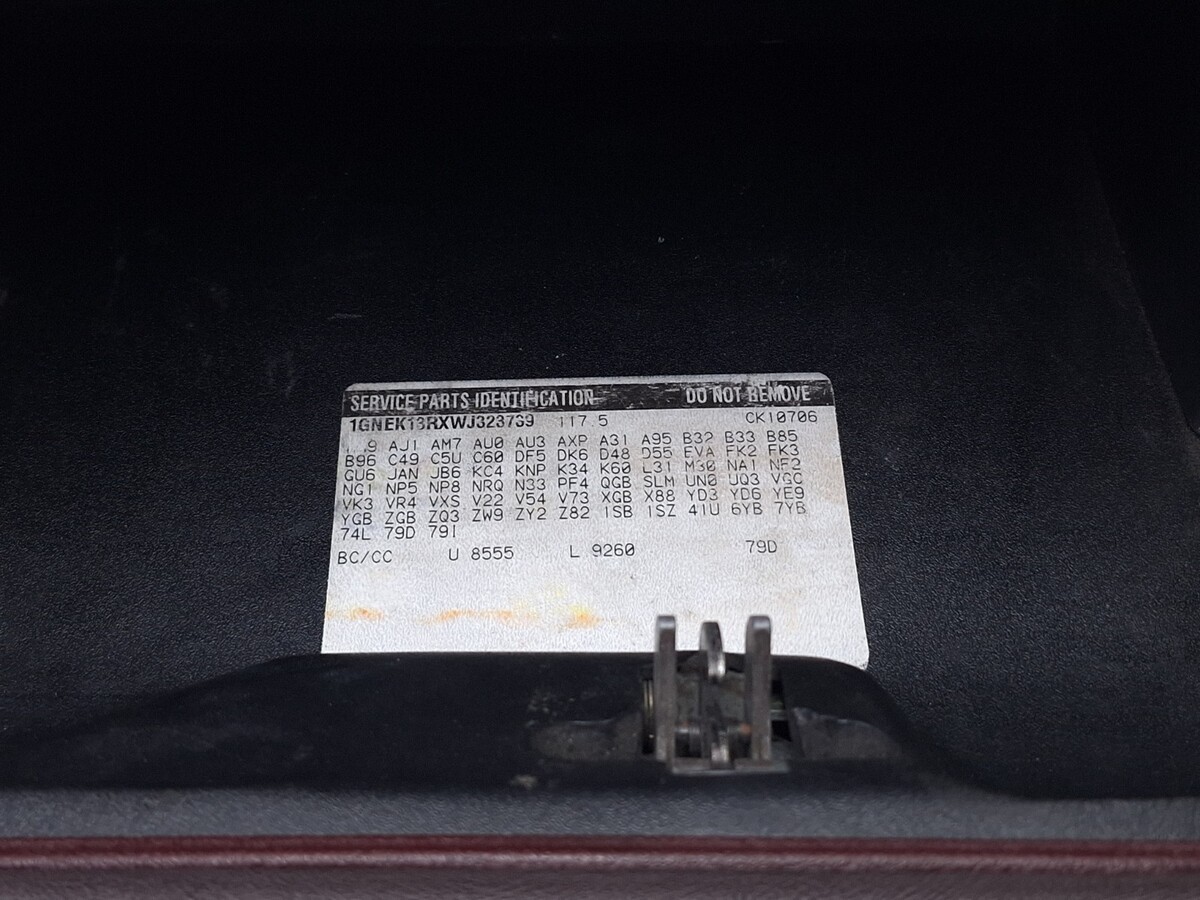 SERVICE PARTS IDENTIFICATION DO NOT REMOVE
1GNEK13RXWJ323739 117.5 CK10706
AJ1 AM7 AU0 AU3 AXP A31 A95 B32 B33 B85
B96 C49 C5U C60 DF5 DK6 D48 D55 EVA FK2 FK3
GU6 JAN JB6 KC4 KNP K34 K60 L31 M30 NA1 NF2
NG1 NP5 NP8 NRQ N33 PF4 QGB SLM UN0 UQ3 VGC
VK3 VR4 VXS V22 V54 V73 XGB X88 YD3 YD6 YE9
YGB ZGB ZQ3 ZW9 ZY2 Z82 1SB 1SZ 41U 6YB 7YB
74L 79D 79I
BC/CC U 8555 L 9260 79D